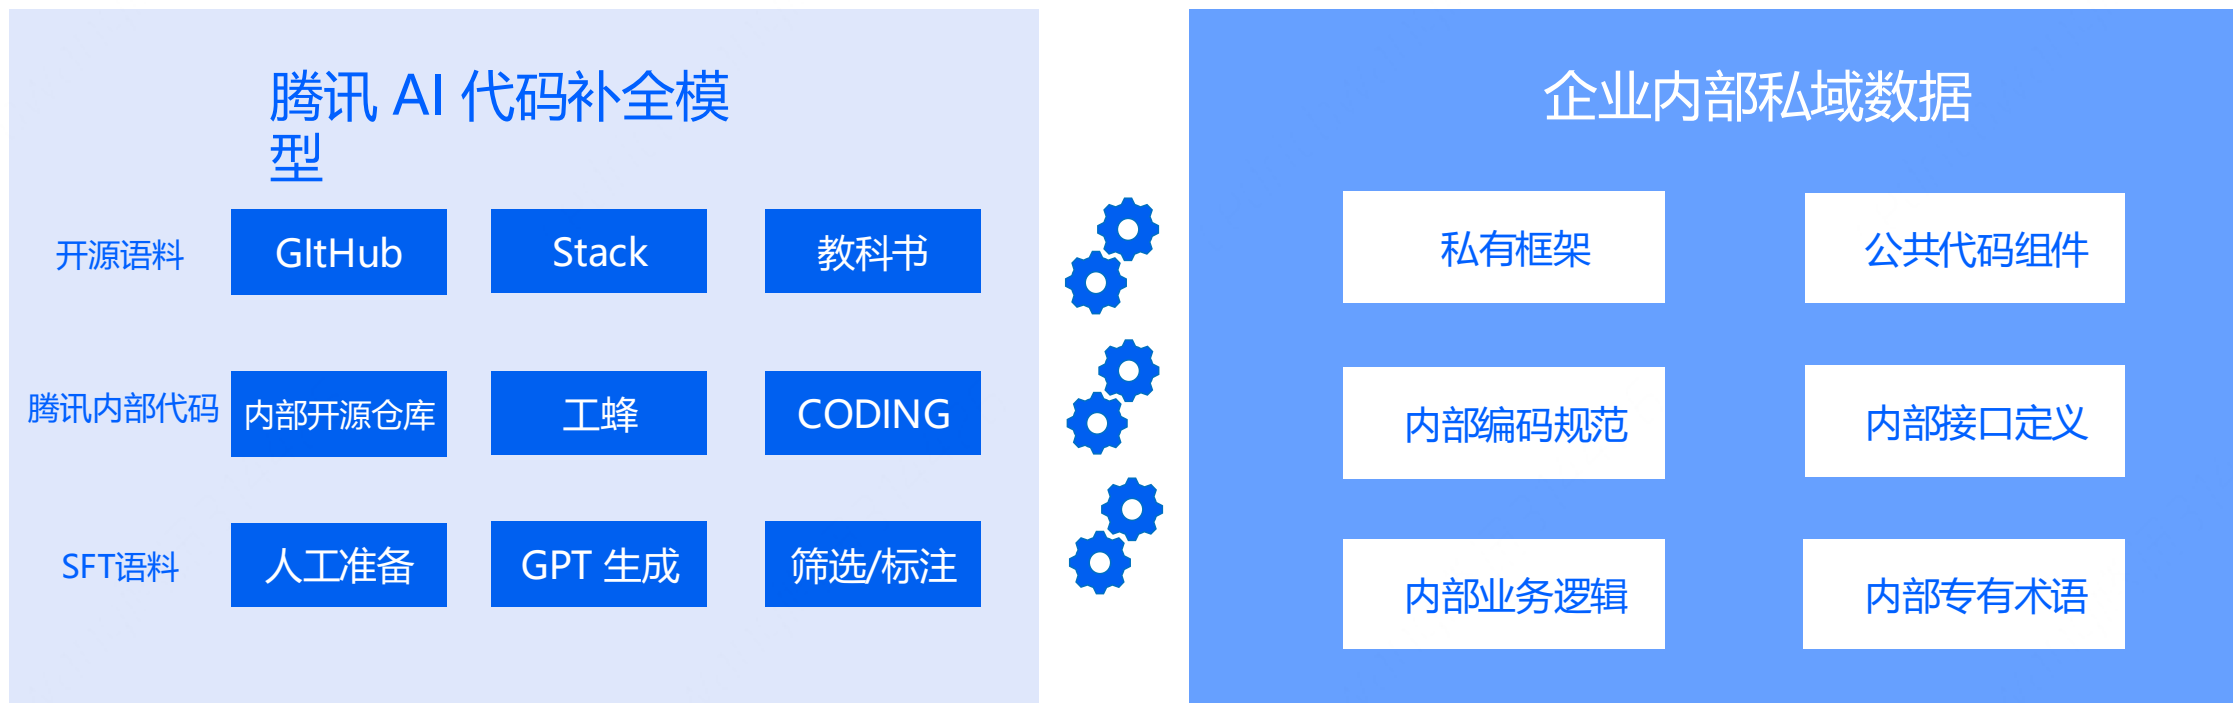 腾讯 AI 代码补全模
型
开源语料
GItHub
Stack
教科书
腾讯内部代码
内部开源仓库
工蜂
CODING
SFT语料
人工准备
GPT 生成
筛选/标注
企业内部私域数据
私有框架
公共代码组件
内部编码规范
内部接口定义
内部业务逻辑
内部专有术语